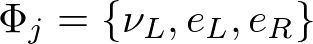 Φ_j = {ν_L, e_L, e_R}